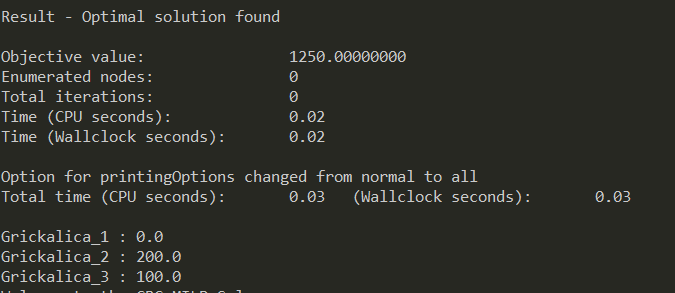 Result - Optimal solution found
Objective value: 1250.00000000
Enumerated nodes: 0
Total iterations: 0
Time (CPU seconds): 0.02
Time (Wallclock seconds): 0.02
Option for printingOptions changed from normal to all
Total time (CPU seconds): 0.03 (Wallclock seconds): 0.03
Grickalica_1 : 0.0
Grickalica_2 : 200.0
Grickalica_3 : 100.0